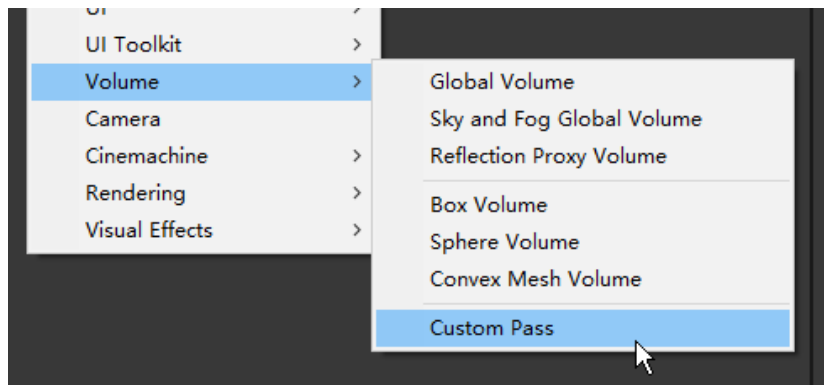 UI
UI Toolkit
Volume
Camera
Cinemachine
Rendering
Visual Effects
Global Volume
Sky and Fog Global Volume
Reflection Proxy Volume
Box Volume
Sphere Volume
Convex Mesh Volume
Custom Pass